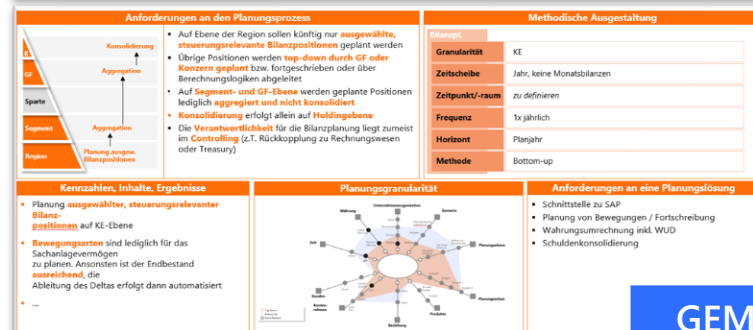 Anforderungen an den Planungsprozess
Konsolidierung
Aggregation
GF
Sparte
Segment
Aggregation
Region
Planung ausgew.
Bilanzpositionen
Auf Ebene der Region sollen künftig nur ausgewählte,
steuerungsrelevante Bilanzpositionen geplant werden
Übrige Positionen werden top-down durch GF oder
Konzern geplant bzw. fortgeschrieben oder über
Berechnungslogiken abgeleitet
Auf Segment- und GF-Ebene werden geplante Positionen
lediglich aggregiert und nicht konsolidiert
Konsolidierung erfolgt allein auf Holdingebene
Die Verantwortlichkeit für die Bilanzplanung liegt zumeist
im Controlling (z.T. Rückkopplung zu Rechnungswesen
oder Treasury)
Methodische Ausgestaltung
Bilanzpl.
Granularität KE
Zeitscheibe Jahr, keine Monatsbilanzen
Zeitpunkt/-raum zu definieren
Frequenz 1x jährlich
Horizont Planjahr
Methode Bottom-up
Kennzahlen, Inhalte, Ergebnisse
Planung ausgewählter, steuerungsrelevanter
Bilanz-
positionen auf KE-Ebene
Bewegungsarten sind lediglich für das
Sachanlagevermögen
zu planen. Ansonsten ist der Endbestand
ausreichend, die
Ableitung des Deltas erfolgt dann automatisiert
...
Planungsgranularität
Unternehmensorganisation
Währung
Szenario
Zeit
Planungsebene
Kunden
Planungsversion
Konten-
rahmen
Produkte
Beziehung
Anforderungen an eine Planungslösung
Schnittstelle zu SAP
Planung von Bewegungen / Fortschreibung
Währungsumrechnung inkl. WUD
Schuldenkonsolidierung
GEM